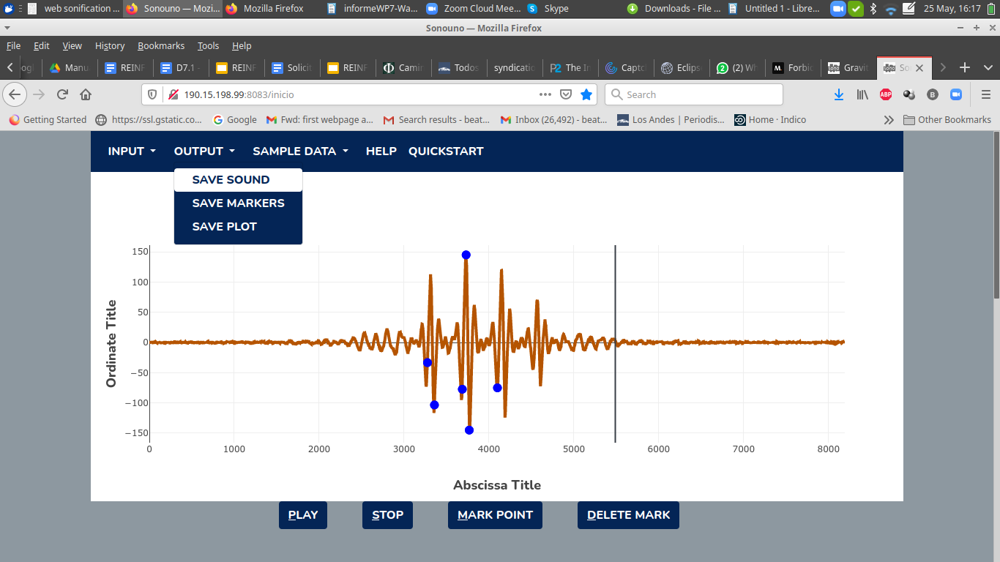 web sonification ... Sonouno — Mozi... Mozilla Firefox informeWP7-Wa... Zoom Cloud Mee... Skype Downloads - File ... Untitled 1 - Libre... 25 May, 16:17
Sonouno — Mozilla Firefox
File Edit View History Bookmarks Tools Help
Manu REINF D7.1 - REINF Solicit REINF Camin Todos syndicatio The In Captc Eclips (2) Wh Forbid Gravit So
190.15.198.99:8083/inicio
Search
Getting Started https://ssl.gstatic.co... Google Fwd: first webpage a... Search results - beat... Inbox (26,492) - beat... Los Andes | Periodis... Home · Indico Other Bookmarks
INPUT OUTPUT SAMPLE DATA HELP QUICKSTART
SAVE SOUND
SAVE MARKERS
SAVE PLOT
150
100
50
0
−50
−100
−150
Ordinate Title
0 1000 2000 3000 4000 5000 6000 7000 8000
Abscissa Title
PLAY STOP MARK POINT DELETE MARK